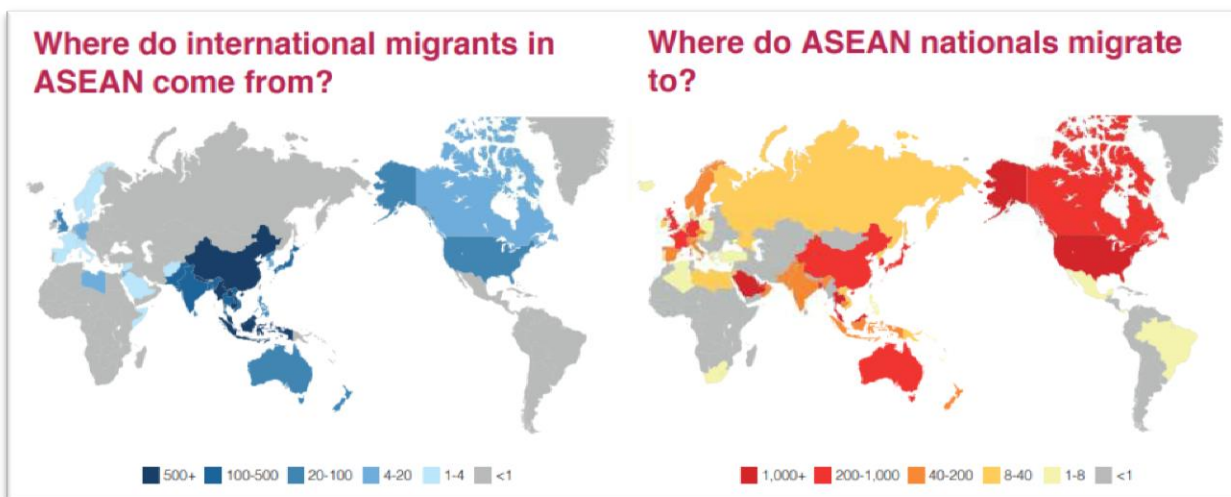 Where do international migrants in
ASEAN come from?
500+ 100-500 20-100 4-20 1-4 <1
Where do ASEAN nationals migrate
to?
1,000+ 200-1,000 40-200 8-40 1-8 <1